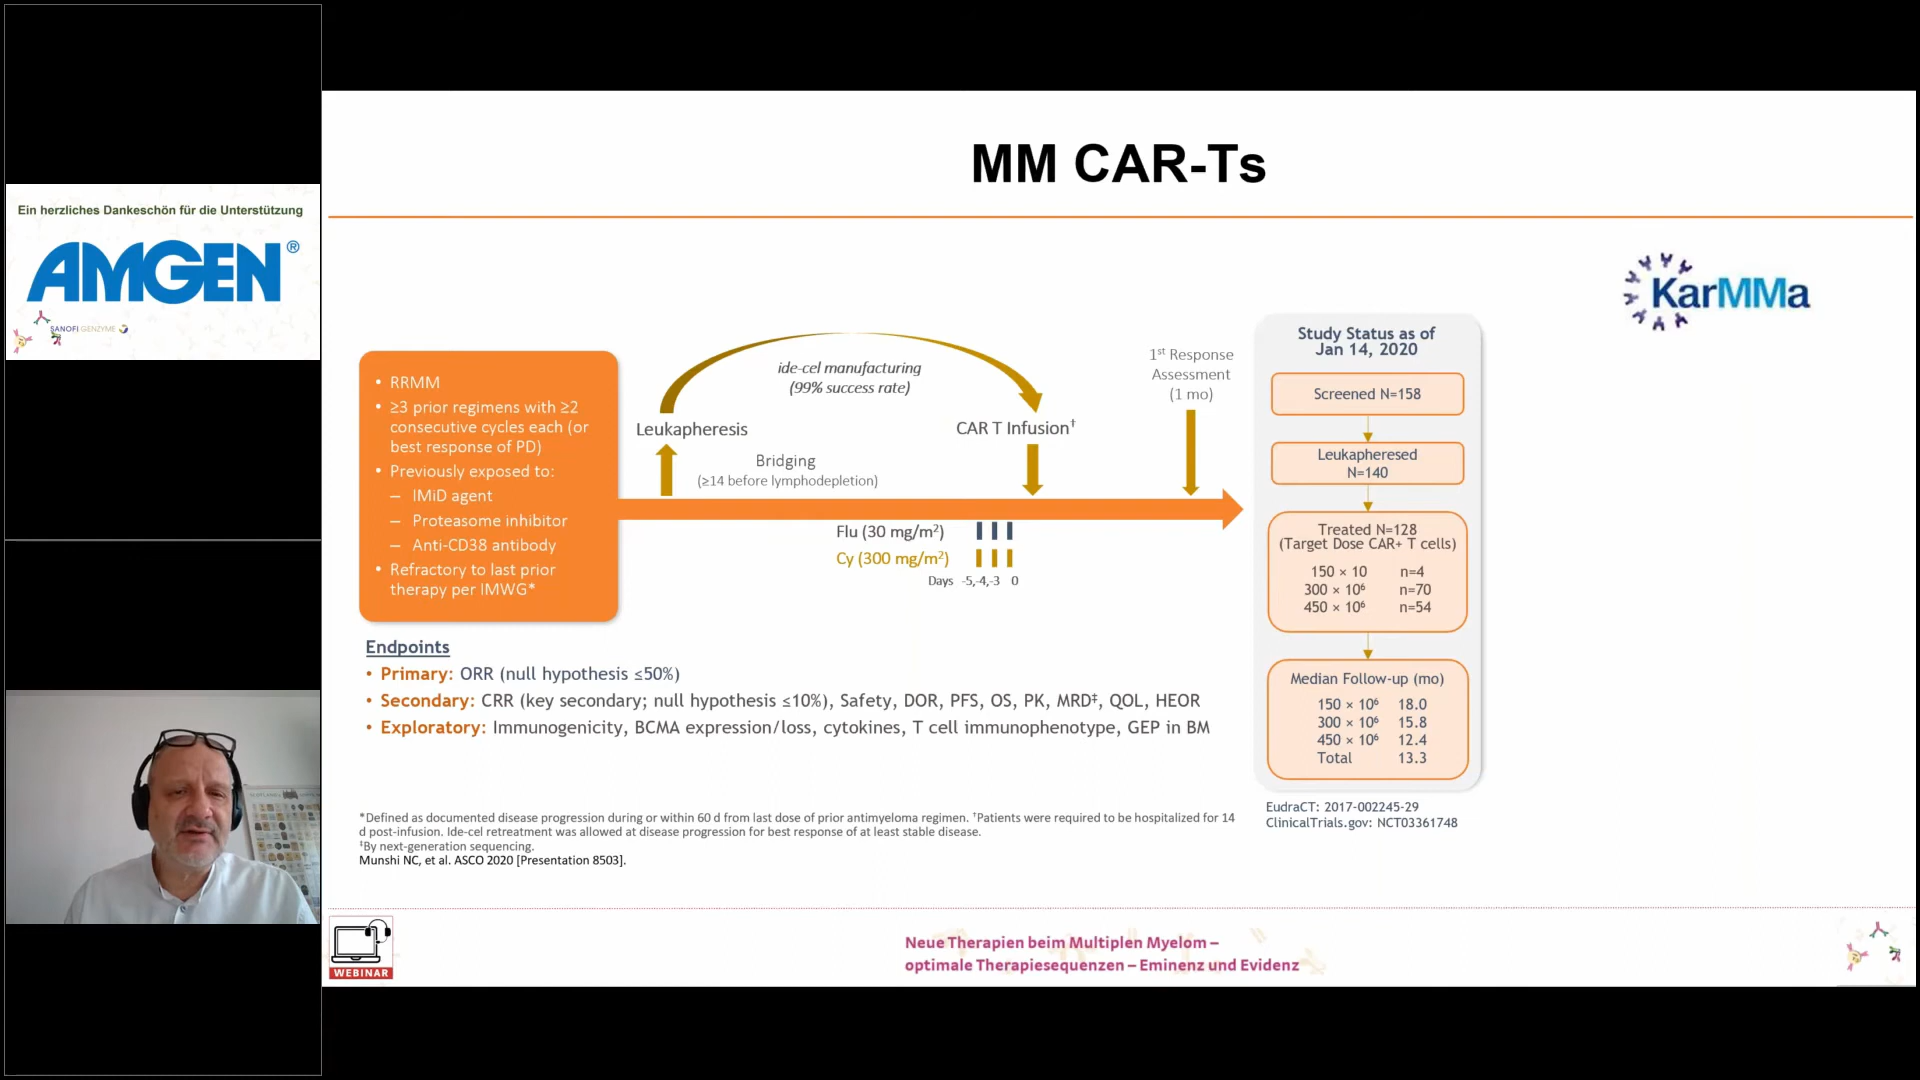 Ein herzliches Dankeschön für die Unterstützung
AMGEN®
SANOFI GENZYME
MM CAR-Ts
KarMMa
• RRMM
• ≥3 prior regimens with ≥2
consecutive cycles each (or
best response of PD)
• Previously exposed to:
– IMiD agent
– Proteasome inhibitor
– Anti-CD38 antibody
• Refractory to last prior
therapy per IMWG*
ide-cel manufacturing
(99% success rate)
Leukapheresis
CAR T Infusion†
1st Response
Assessment
(1 mo)
Bridging
(≥14 before lymphodepletion)
Flu (30 mg/m²)
Cy (300 mg/m²)
Days -5,-4,-3 0
Study Status as of
Jan 14, 2020
Screened N=158
Leukapheresed
N=140
Treated N=128
(Target Dose CAR+ T cells)
150 × 10 n=4
300 × 10⁶ n=70
450 × 10⁶ n=54
Median Follow-up (mo)
150 × 10⁶ 18.0
300 × 10⁶ 15.8
450 × 10⁶ 12.4
Total 13.3
EudraCT: 2017-002245-29
ClinicalTrials.gov: NCT03361748
Endpoints
• Primary: ORR (null hypothesis ≤50%)
• Secondary: CRR (key secondary; null hypothesis ≤10%), Safety, DOR, PFS, OS, PK, MRD‡, QOL, HEOR
• Exploratory: Immunogenicity, BCMA expression/loss, cytokines, T cell immunophenotype, GEP in BM
*Defined as documented disease progression during or within 60 d from last dose of prior antimyeloma regimen. †Patients were required to be hospitalized for 14
d post-infusion. Ide-cel retreatment was allowed at disease progression for best response of at least stable disease.
‡By next-generation sequencing.
Munshi NC, et al. ASCO 2020 [Presentation 8503].
WEBINAR
Neue Therapien beim Multiplen Myelom –
optimale Therapiesequenzen – Eminenz und Evidenz